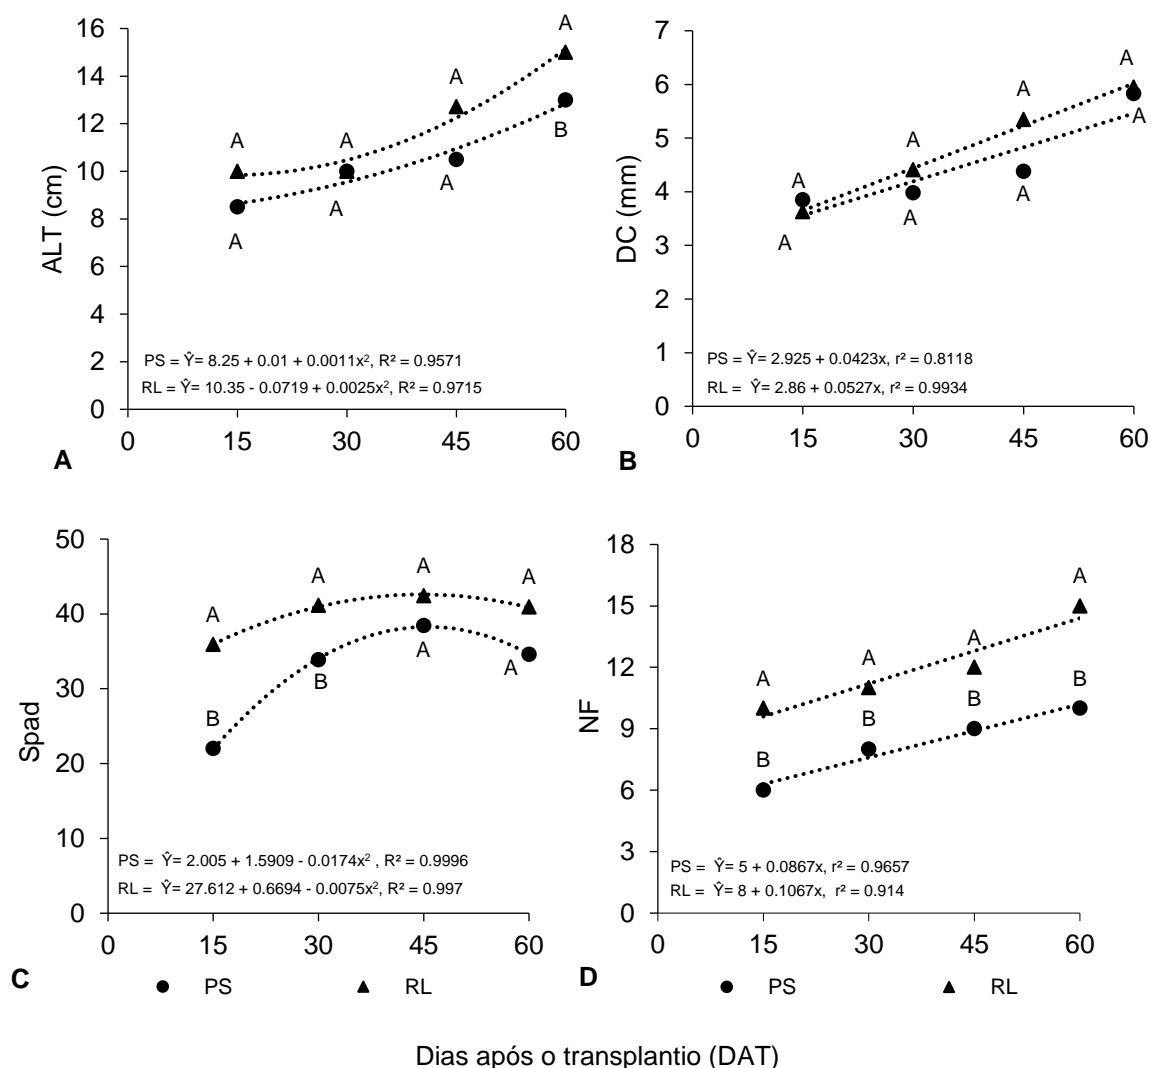 16
14
12
10
8
6
4
2
0
ALT (cm)
A
A
A
A
A
A
A
B
PS = Ŷ= 8.25 + 0.01 + 0.0011x², R² = 0.9571
RL = Ŷ= 10.35 - 0.0719 + 0.0025x², R² = 0.9715
0 15 30 45 60
A
7
6
5
4
3
2
1
0
DC (mm)
A
A
A
A
A
A
A
A
PS = Ŷ= 2.925 + 0.0423x, r² = 0.8118
RL = Ŷ= 2.86 + 0.0527x, r² = 0.9934
0 15 30 45 60
B
50
40
30
20
10
0
Spad
A
A
A
A
B
B
A
A
PS = Ŷ= 2.005 + 1.5909 - 0.0174x² , R² = 0.9996
RL = Ŷ= 27.612 + 0.6694 - 0.0075x², R² = 0.997
0 15 30 45 60
C
PS RL
18
15
12
9
6
3
0
NF
A
A
A
A
B
B
B
B
PS = Ŷ= 5 + 0.0867x, r² = 0.9657
RL = Ŷ= 8 + 0.1067x, r² = 0.914
0 15 30 45 60
D
PS RL
Dias após o transplantio (DAT)